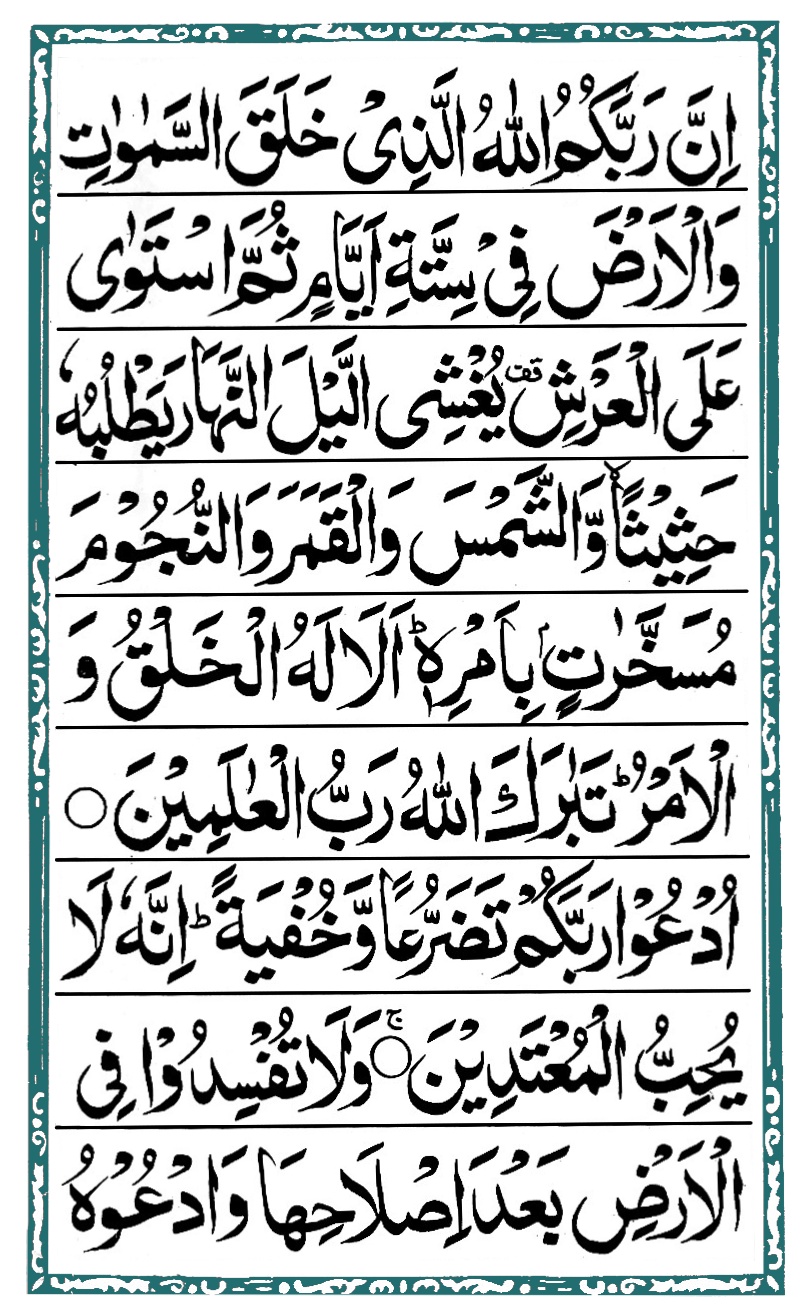 اِنَّ رَبَّكُمُ اللّٰهُ الَّذِىْ خَلَقَ السَّمٰوٰتِ
وَالْاَرْضَ فِىْ سِتَّةِ اَيَّامٍ ثُمَّ اسْتَوٰى
عَلَى الْعَرْشِ ۣ قف يُغْشِى الَّيْلَ النَّهَارَ يَطْلُبُهٗ
حَثِيْثًا ۙ وَّالشَّمْسَ وَالْقَمَرَ وَالنُّجُوْمَ
مُسَخَّرٰتٍۭ بِاَمْرِهٖ ؕ اَلَا لَهُ الْخَلْقُ وَ
الْاَمْرُ ؕ تَبٰرَكَ اللّٰهُ رَبُّ الْعٰلَمِيْنَ ○
اُدْعُوْا رَبَّكُمْ تَضَرُّعًا وَّخُفْيَةً ؕ اِنَّهٗ لَا
يُحِبُّ الْمُعْتَدِيْنَ ○ ۚ وَلَا تُفْسِدُوْا فِى
الْاَرْضِ بَعْدَ اِصْلَاحِهَا وَادْعُوْهُ